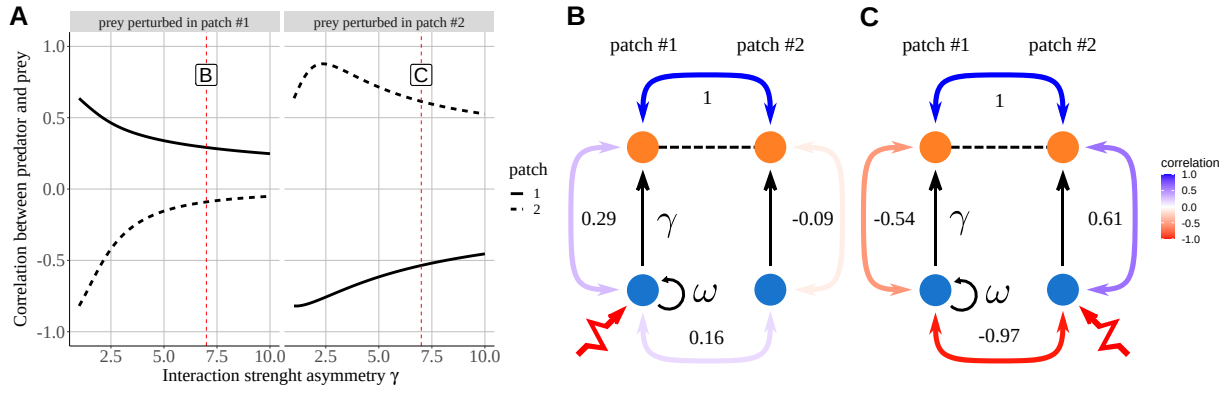 A
prey perturbed in patch #1
prey perturbed in patch #2
Correlation between predator and prey
1.0
0.5
0.0
-0.5
-1.0
B
C
2.5 5.0 7.5 10.0
2.5 5.0 7.5 10.0
Interaction strenght asymmetry γ
patch
1
2
B
patch #1 patch #2
1
0.29
γ
-0.09
ω
0.16
C
patch #1 patch #2
1
-0.54
γ
0.61
ω
-0.97
correlation
1.0
0.5
0.0
-0.5
-1.0